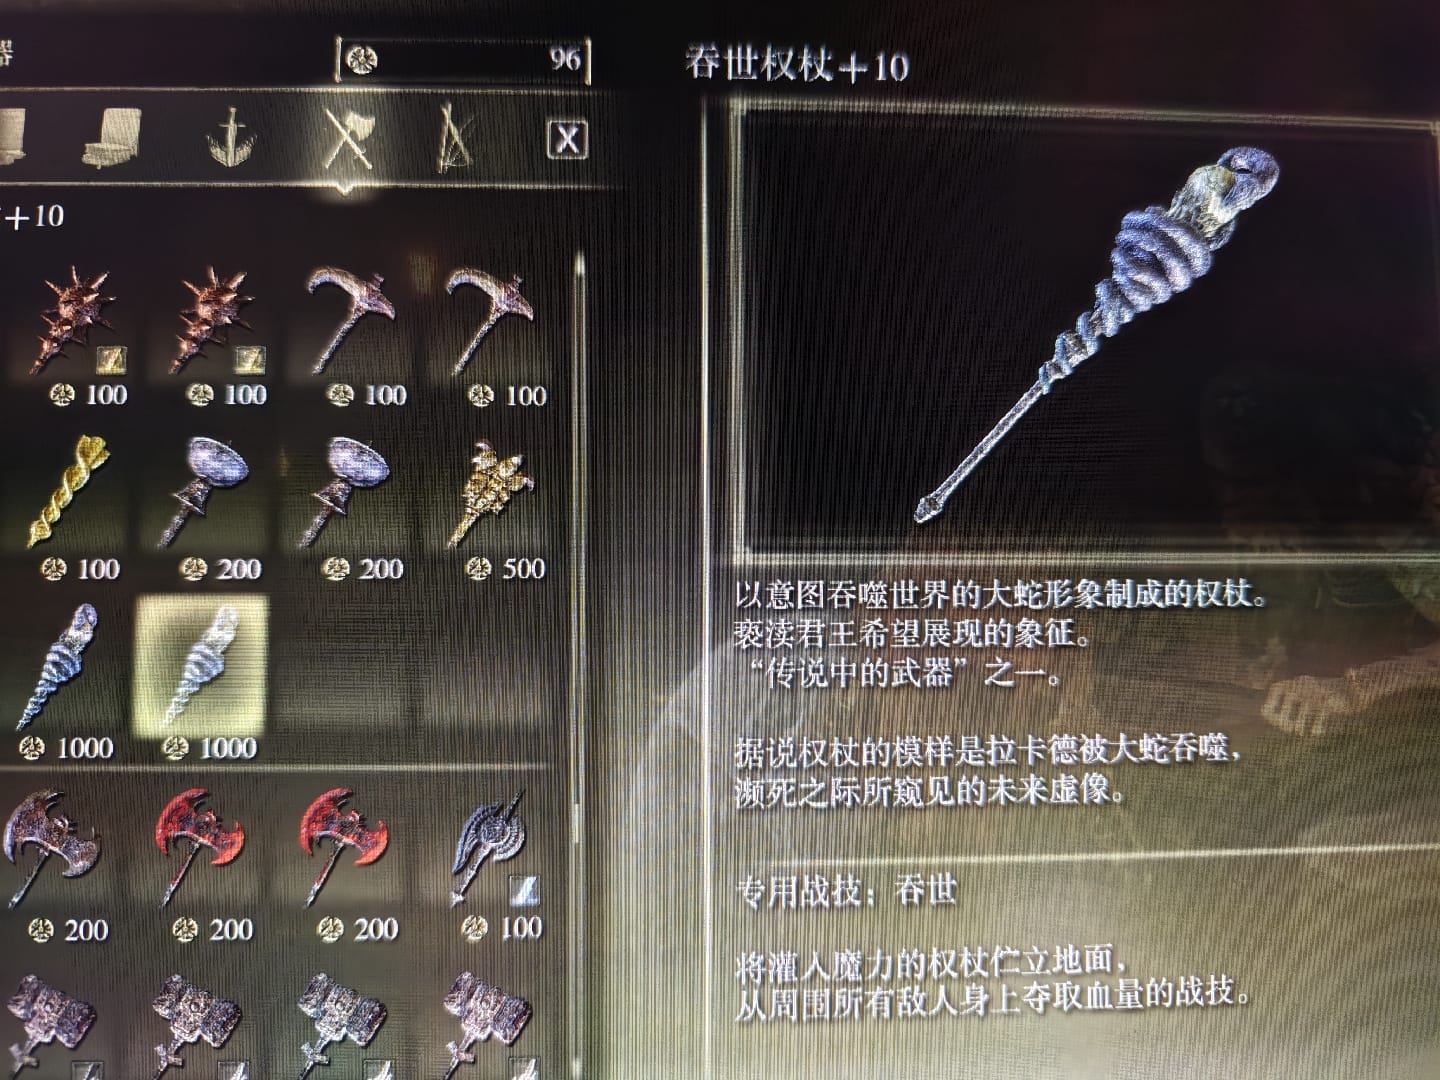 器
96
吞世权杖+10
X
+10
100 100 100 100
100 200 200 500
1000 1000
200 200 200 100
以意图吞噬世界的大蛇形象制成的权杖。
亵渎君王希望展现的象征。
“传说中的武器”之一。
据说权杖的模样是拉卡德被大蛇吞噬，
濒死之际所窥见的未来虚像。
专用战技：吞世
将灌入魔力的权杖伫立地面，
从周围所有敌人身上夺取血量的战技。